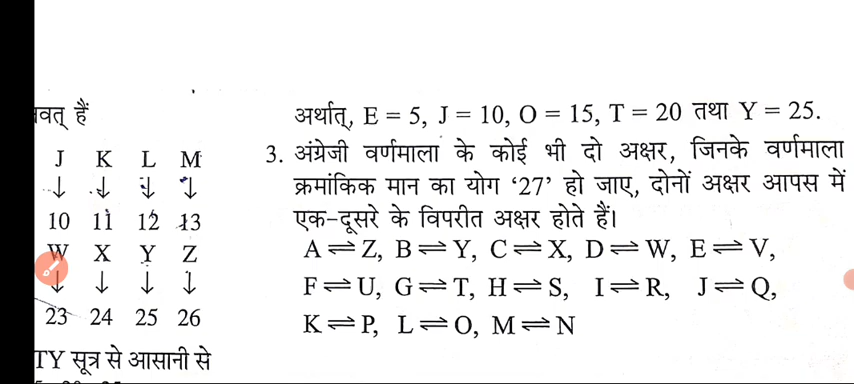 वत् हैं
J K L M
↓ ↓ ↓ ↓
10 11 12 13
W X Y Z
↓ ↓ ↓ ↓
23 24 25 26
TY सूत्र से आसानी से
अर्थात्, E = 5, J = 10, O = 15, T = 20 तथा Y = 25.
3. अंग्रेजी वर्णमाला के कोई भी दो अक्षर, जिनके वर्णमाला
क्रमांकिक मान का योग ‘27’ हो जाए, दोनों अक्षर आपस में
एक-दूसरे के विपरीत अक्षर होते हैं।
A⇌Z, B⇌Y, C⇌X, D⇌W, E⇌V,
F⇌U, G⇌T, H⇌S, I⇌R, J⇌Q,
K⇌P, L⇌O, M⇌N